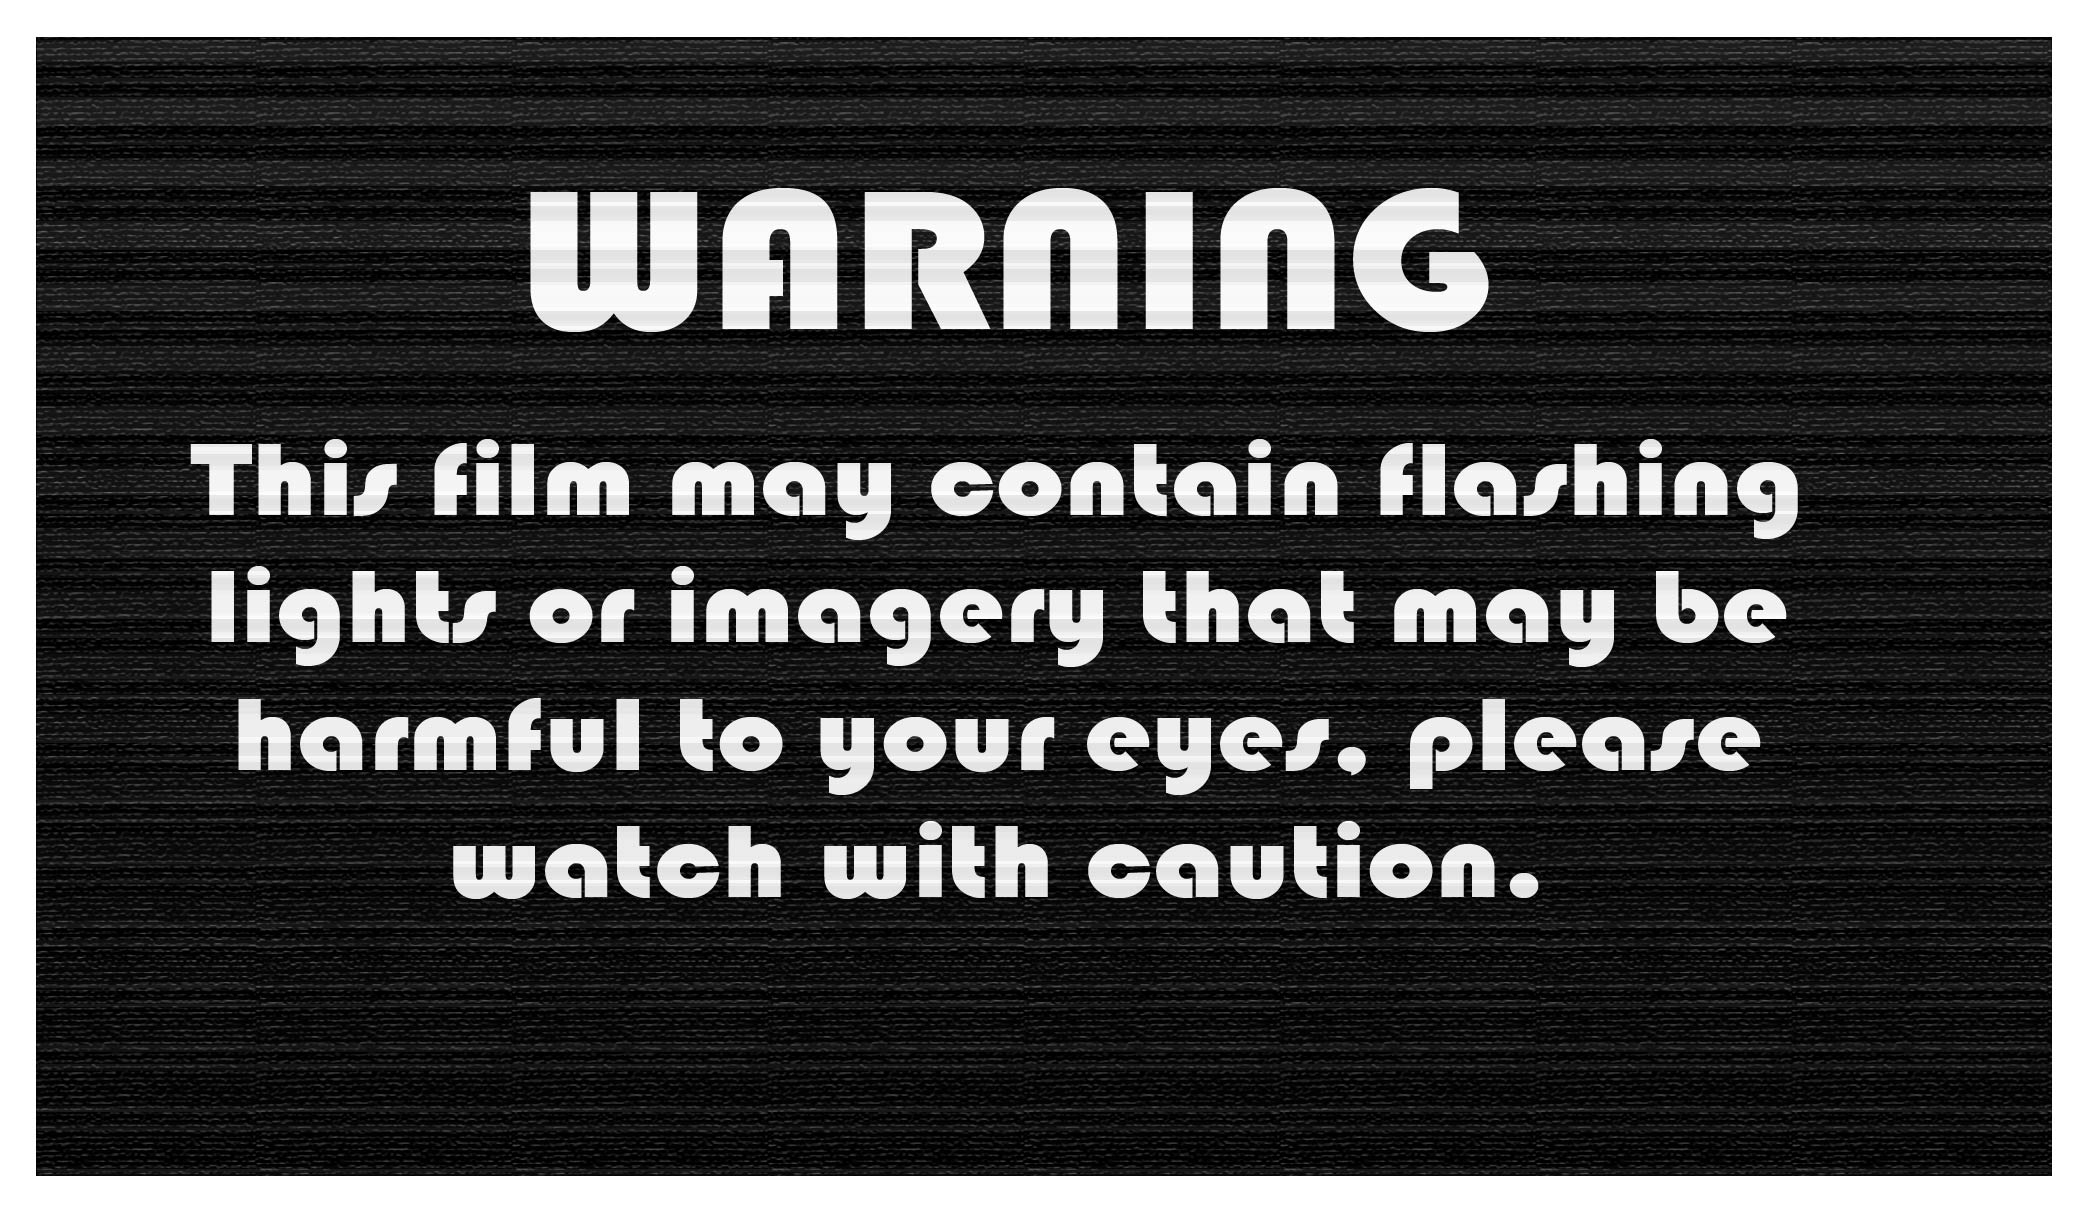 WARNING
This film may contain flashing
lights or imagery that may be
harmful to your eyes, please
watch with caution.